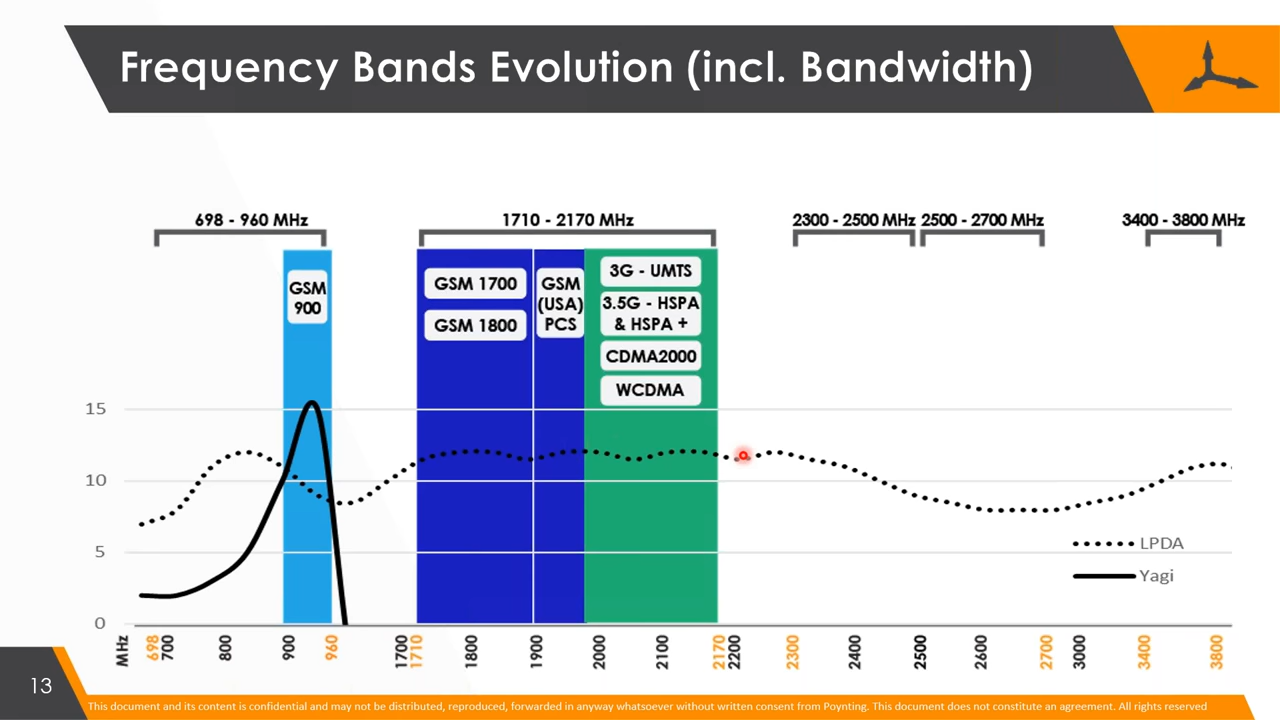 Frequency Bands Evolution (incl. Bandwidth)
698 - 960 MHz
1710 - 2170 MHz
2300 - 2500 MHz
2500 - 2700 MHz
3400 - 3800 MHz
GSM
900
GSM 1700
GSM 1800
GSM
(USA)
PCS
3G - UMTS
3.5G - HSPA
& HSPA +
CDMA2000
WCDMA
15
10
5
0
LPDA
Yagi
MHz
698
700
800
900
960
1700
1710
1800
1900
2000
2100
2170
2200
2300
2400
2500
2600
2700
3000
3400
3800
13
This document and its content is confidential and may not be distributed, reproduced, forwarded in anyway whatsoever without written consent from Poynting. This document does not constitute an agreement. All rights reserved